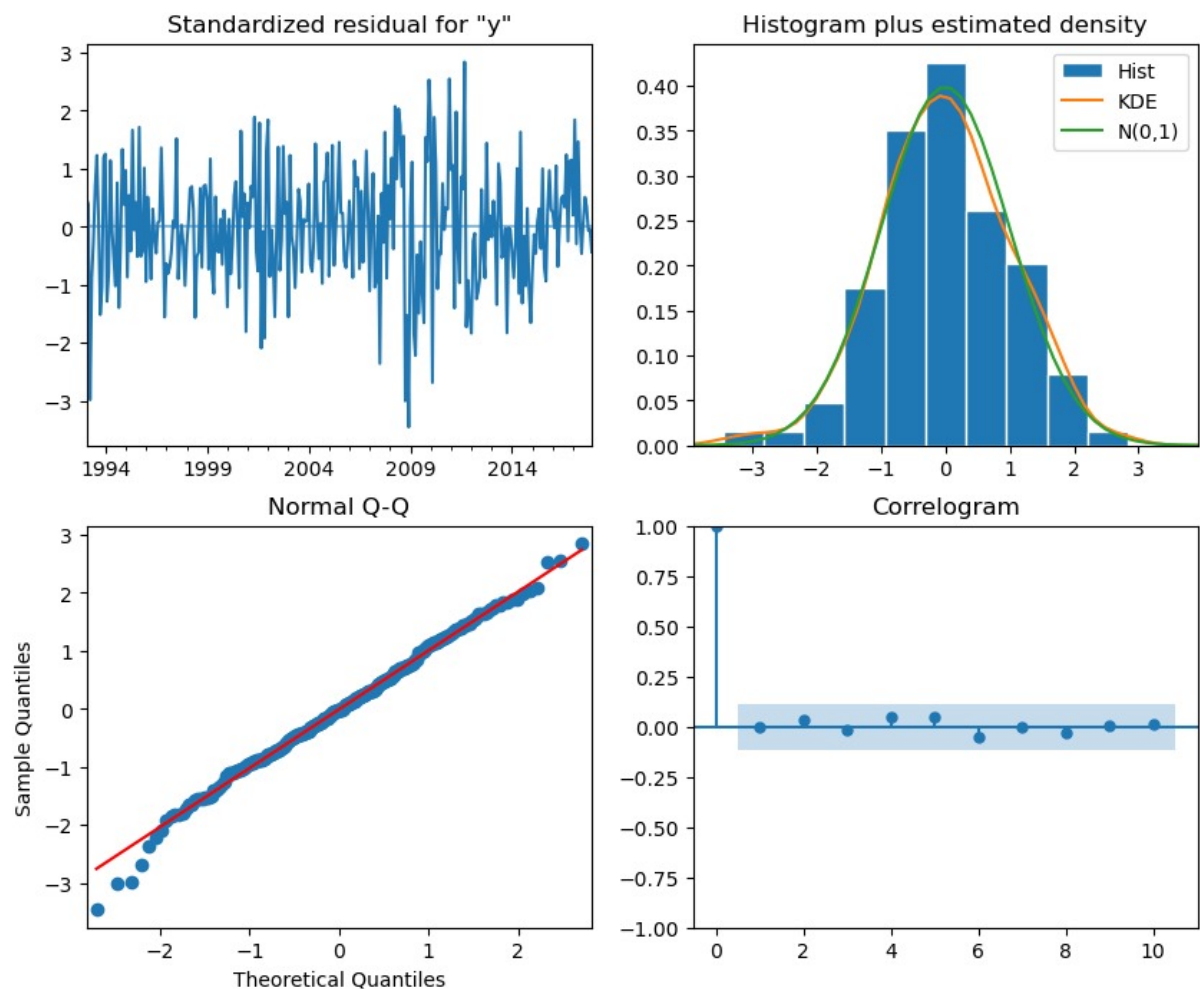 Standardized residual for "y"
3
2
1
0
−1
−2
−3
1994 1999 2004 2009 2014
Histogram plus estimated density
Hist
KDE
N(0,1)
0.40
0.35
0.30
0.25
0.20
0.15
0.10
0.05
0.00
−3 −2 −1 0 1 2 3
Normal Q-Q
Sample Quantiles
3
2
1
0
−1
−2
−3
−2 −1 0 1 2
Theoretical Quantiles
Correlogram
1.00
0.75
0.50
0.25
0.00
−0.25
−0.50
−0.75
−1.00
0 2 4 6 8 10